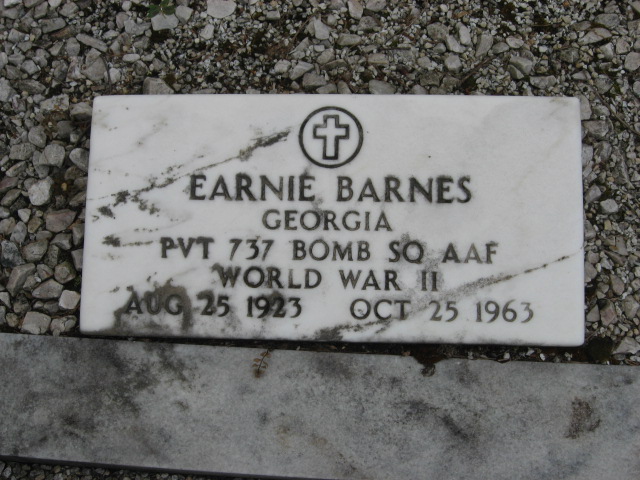 EARNIE BARNES
GEORGIA
PVT 737 BOMB SQ AAF
WORLD WAR II
AUG 25 1923 OCT 25 1963